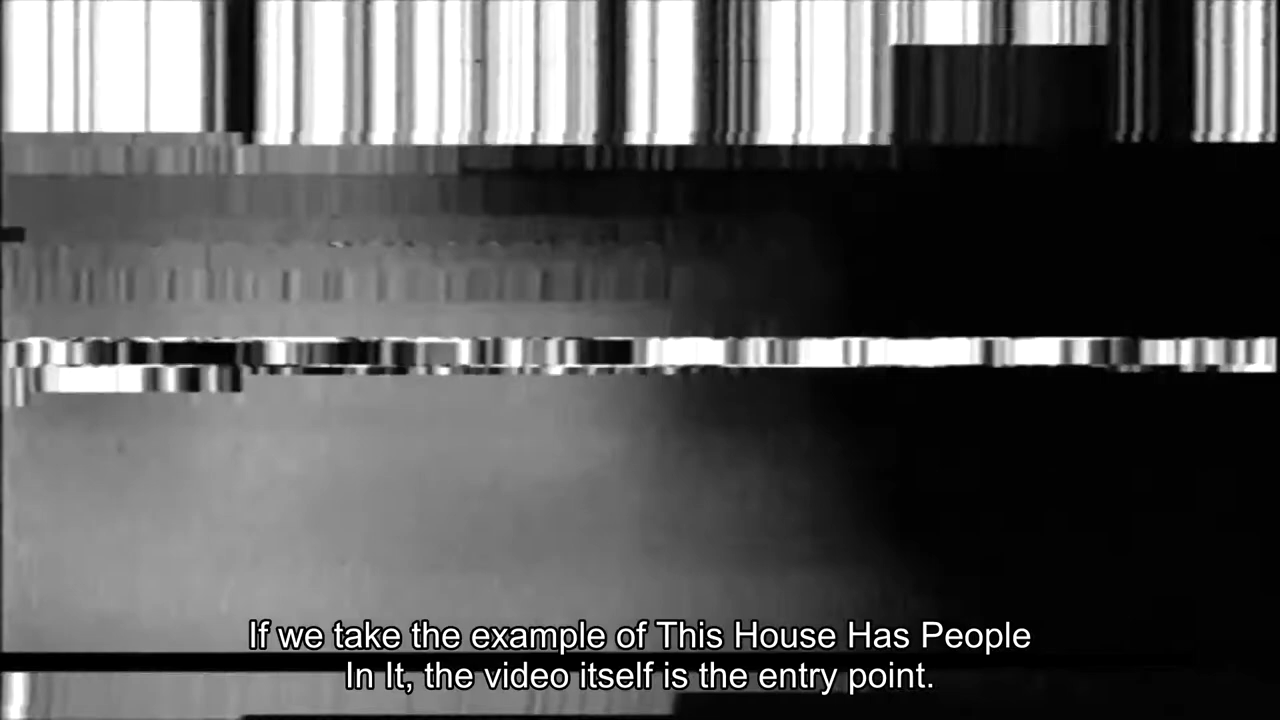 If we take the example of This House Has People
In It, the video itself is the entry point.